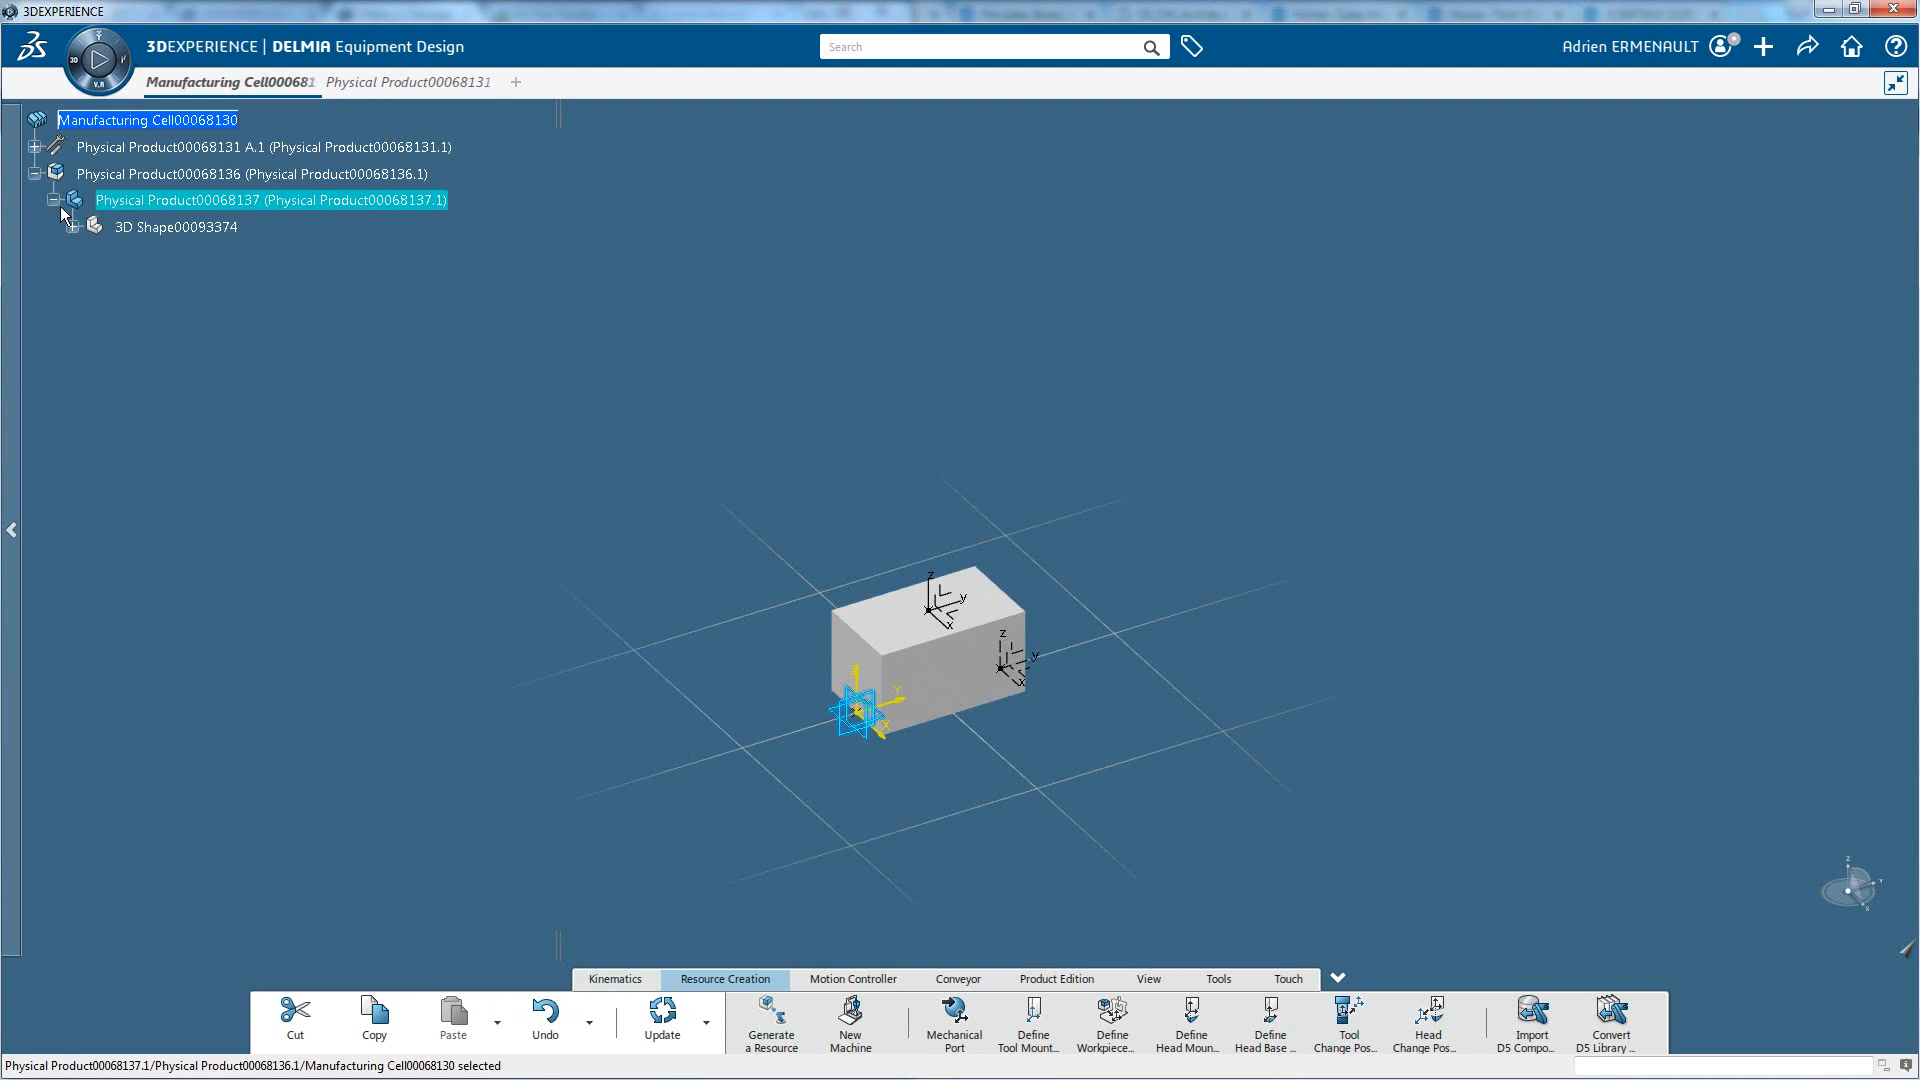 3DEXPERIENCE
3DEXPERIENCE | DELMIA Equipment Design
Search
Adrien ERMENAULT
3D
V,R
Manufacturing Cell000681
Physical Product00068131
Manufacturing Cell00068130
Physical Product00068131 A.1 (Physical Product00068131.1)
Physical Product00068136 (Physical Product00068136.1)
Physical Product00068137 (Physical Product00068137.1)
3D Shape00093374
z
y
x
z
y
x
Z
Y
X
Kinematics
Resource Creation
Motion Controller
Conveyor
Product Edition
View
Tools
Touch
Cut
Copy
Paste
Undo
Update
Generate a Resource
New Machine
Mechanical Port
Define Tool Mount...
Define Workpiece...
Define Head Moun...
Define Head Base ...
Tool Change Pos...
Head Change Pos...
Import D5 Compo...
Convert D5 Library ...
Physical Product00068137.1/Physical Product00068136.1/Manufacturing Cell00068130 selected